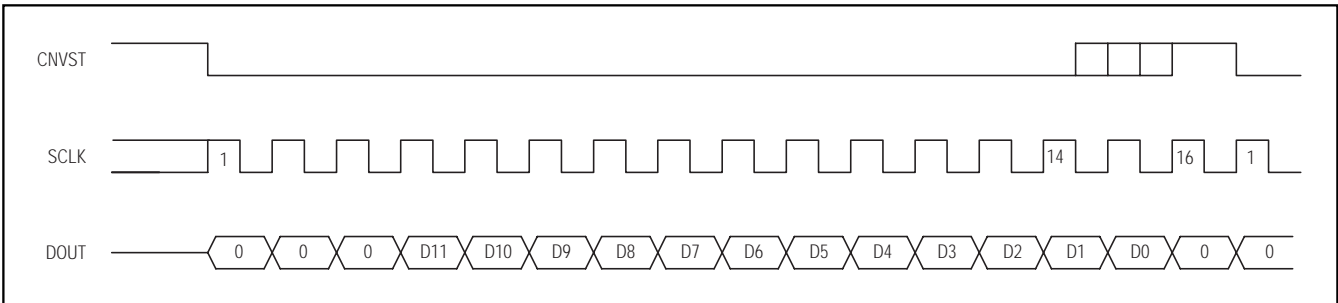 CNVST
SCLK 1 14 16 1
DOUT 0 0 0 D11 D10 D9 D8 D7 D6 D5 D4 D3 D2 D1 D0 0 0